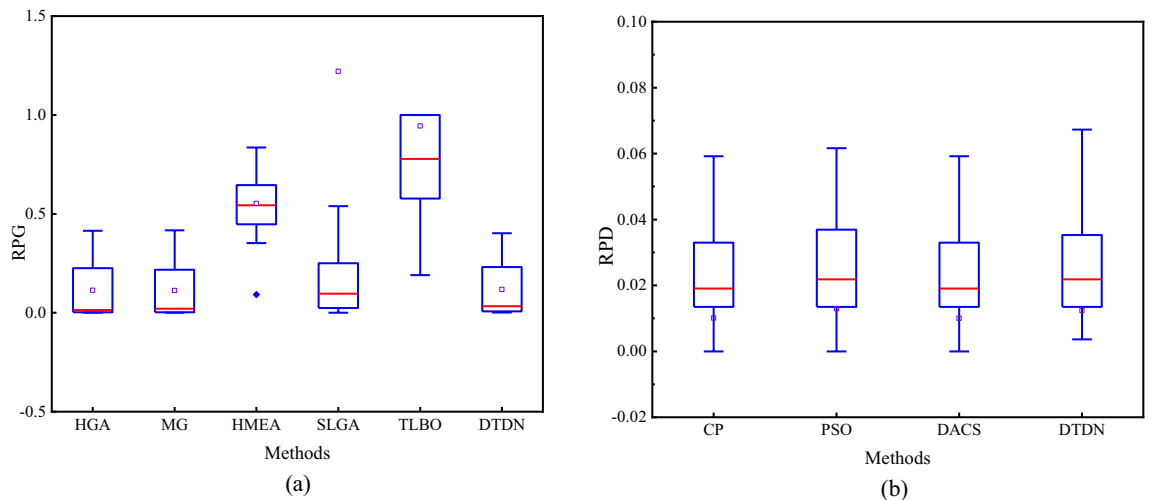 1.5
1.0
0.5
0.0
-0.5
RPG
HGA MG HMEA SLGA TLBO DTDN
Methods
(a)
0.10
0.08
0.06
0.04
0.02
0.00
-0.02
RPD
CP PSO DACS DTDN
Methods
(b)